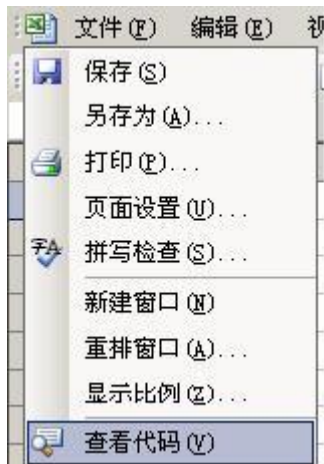 文件(F) 编辑(E)
保存(S)
另存为(A)...
打印(P)...
页面设置(U)...
拼写检查(S)...
新建窗口(N)
重排窗口(A)...
显示比例(Z)...
查看代码(V)